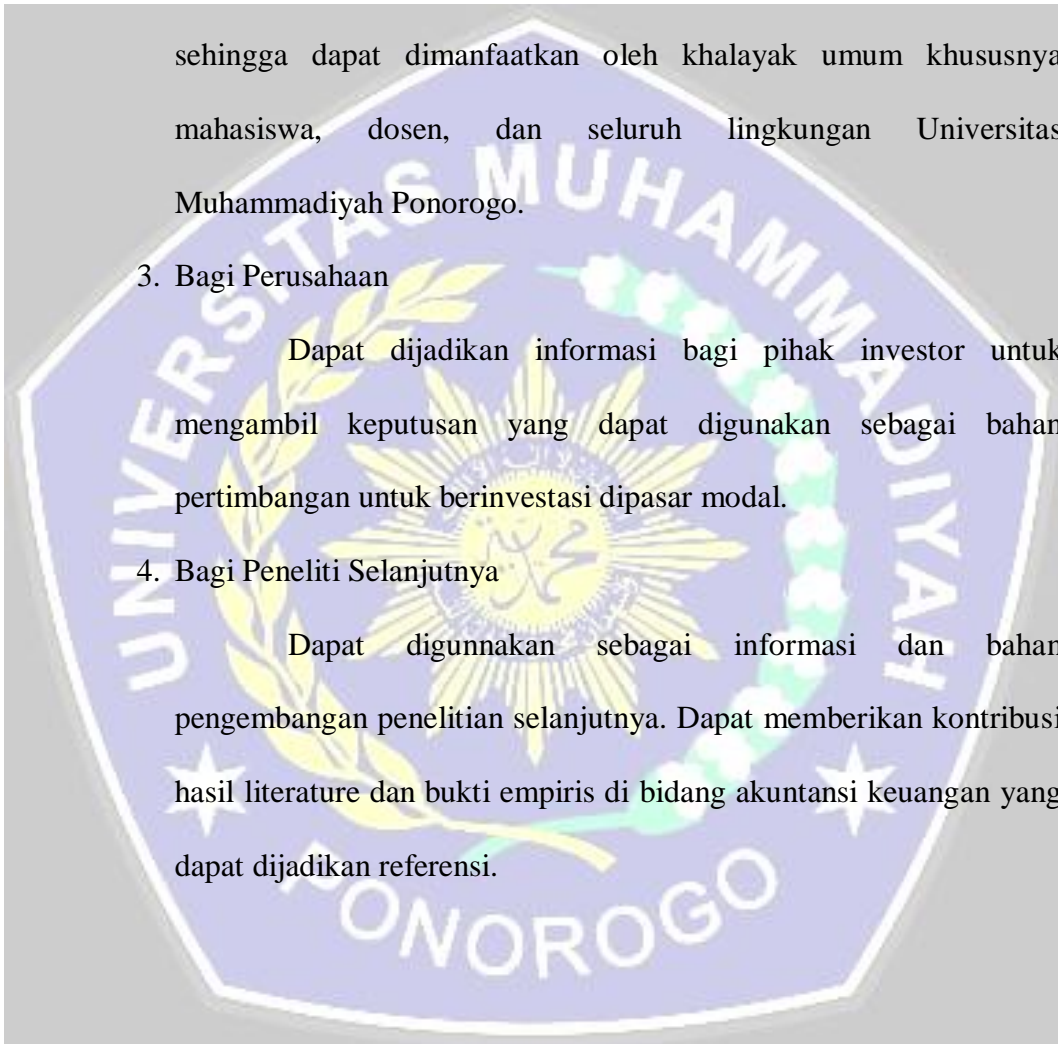 sehingga dapat dimanfaatkan oleh khalayak umum khususnya
mahasiswa, dosen, dan seluruh lingkungan Universitas
Muhammadiyah Ponorogo.
3. Bagi Perusahaan
Dapat dijadikan informasi bagi pihak investor untuk
mengambil keputusan yang dapat digunakan sebagai bahan
pertimbangan untuk berinvestasi dipasar modal.
4. Bagi Peneliti Selanjutnya
Dapat digunnakan sebagai informasi dan bahan
pengembangan penelitian selanjutnya. Dapat memberikan kontribusi
hasil literature dan bukti empiris di bidang akuntansi keuangan yang
dapat dijadikan referensi.
UNIVERSITAS MUHAMMADIYAH
PONOROGO